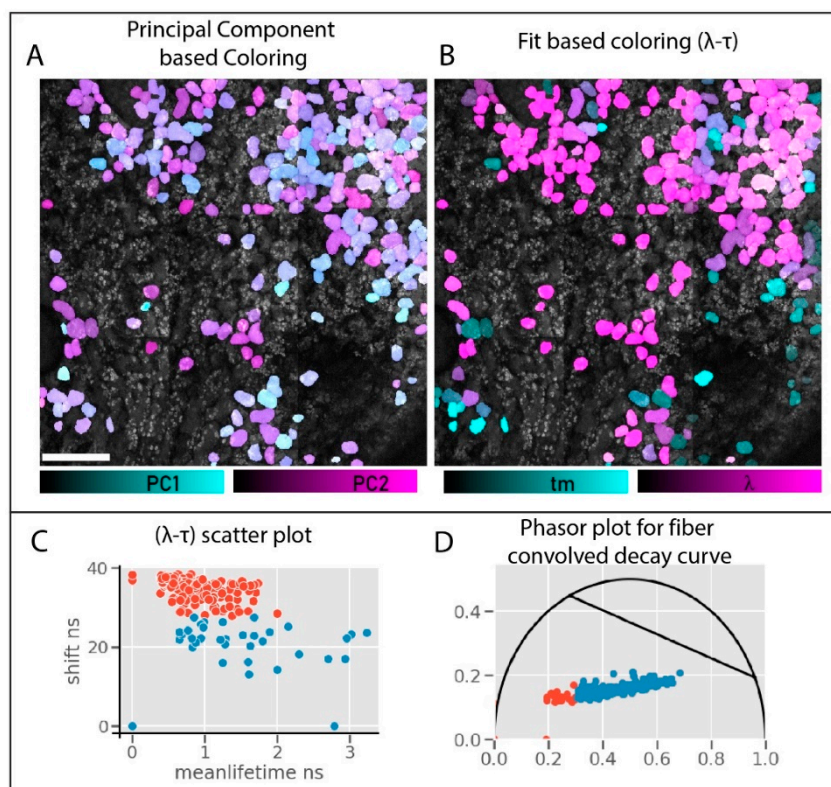 A
Principal Component
based Coloring
B
Fit based coloring (λ-τ)
PC1
PC2
tm
λ
C
(λ-τ) scatter plot
shift ns
40
20
0
0
1
2
3
meanlifetime ns
D
Phasor plot for fiber
convolved decay curve
0.4
0.2
0.0
0.0
0.2
0.4
0.6
0.8
1.0